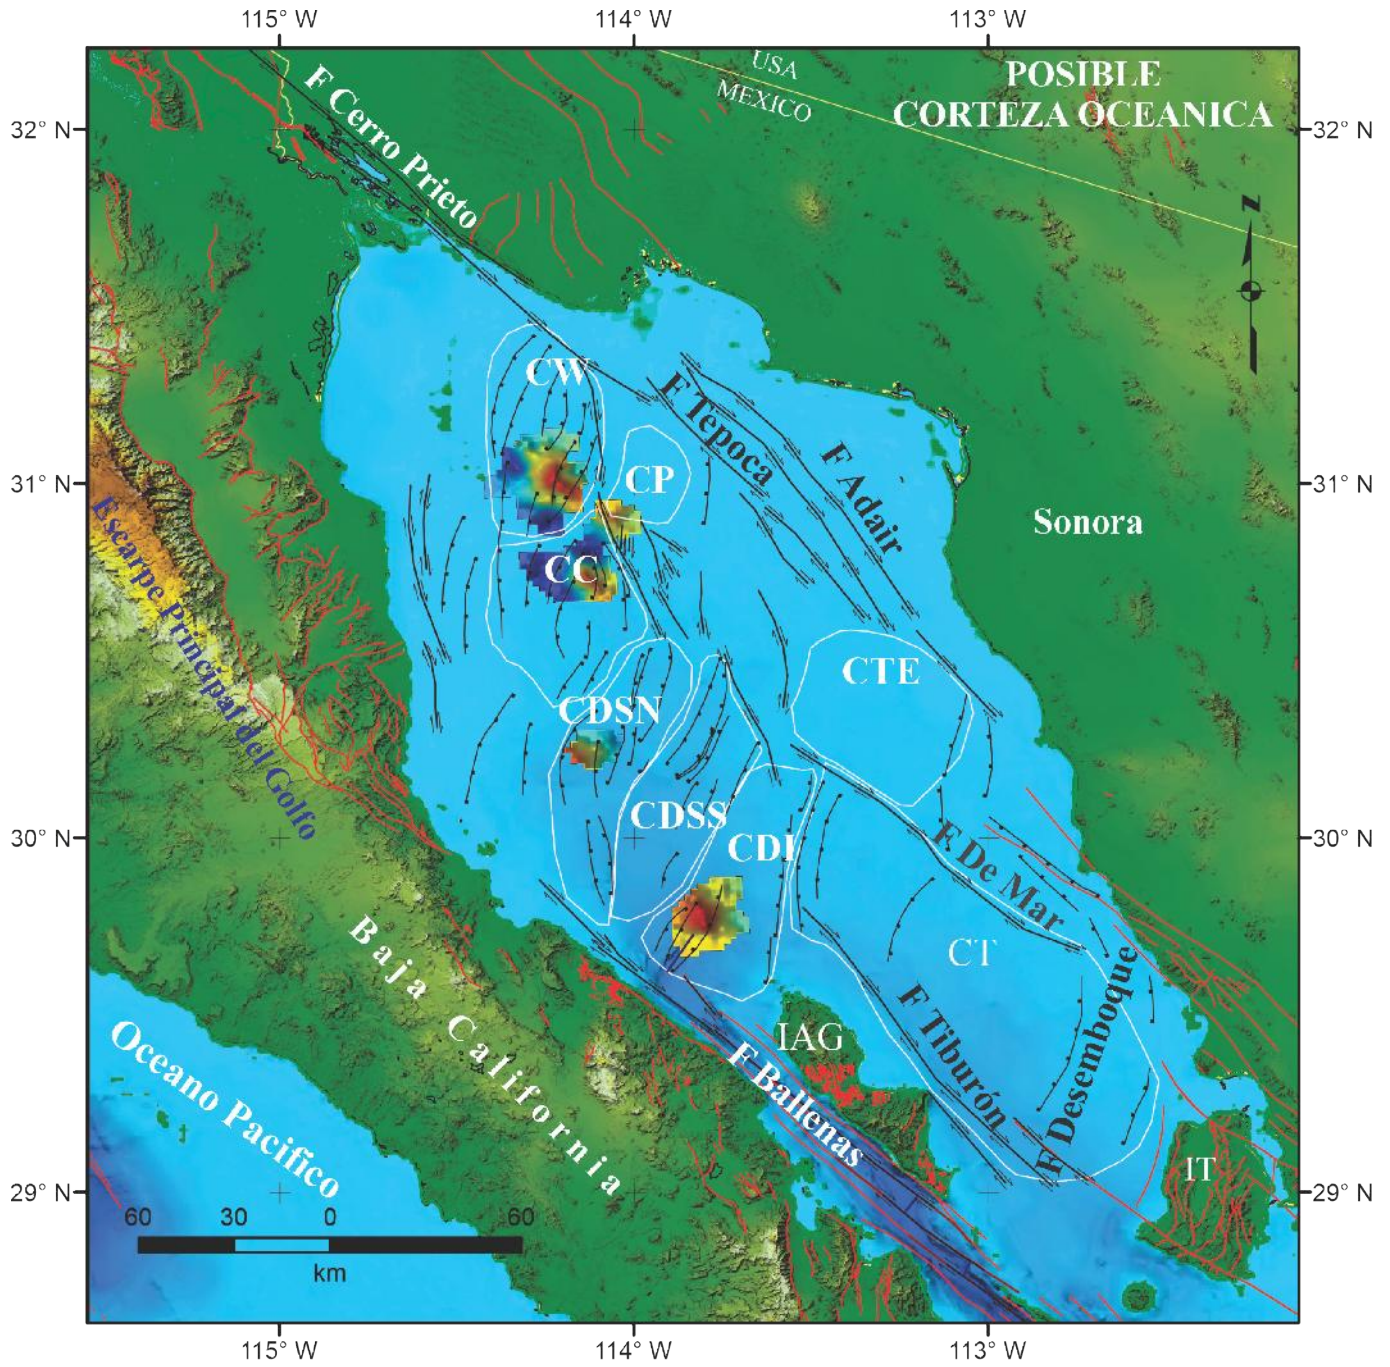 115° W
114° W
113° W
USA
MEXICO
POSIBLE
CORTEZA OCEANICA
32° N
32° N
F Cerro Prieto
N
CW
F Tepoca
CP
F Adair
31° N
31° N
Sonora
CC
Escarpe Principal del Golfo
CTE
CDSN
CDSS
CDI
30° N
30° N
F De Mar
CT
Baja California
F Desemboque
F Tiburón
IAG
F Ballenas
Oceano Pacifico
IT
29° N
29° N
60 30 0 60
km
115° W
114° W
113° W